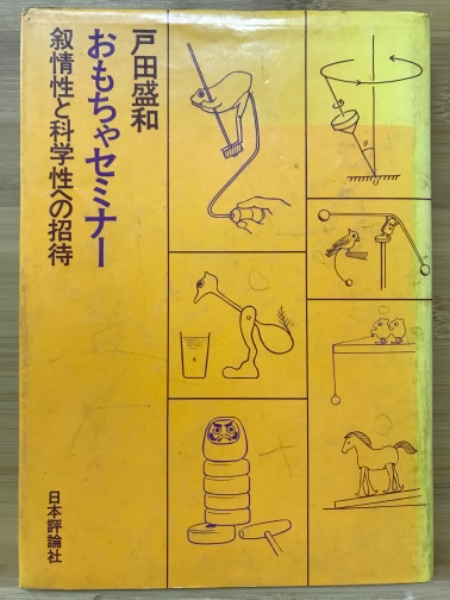 戸田盛和
おもちゃセミナー
叙情性と科学性への招待
日本評論社
θ